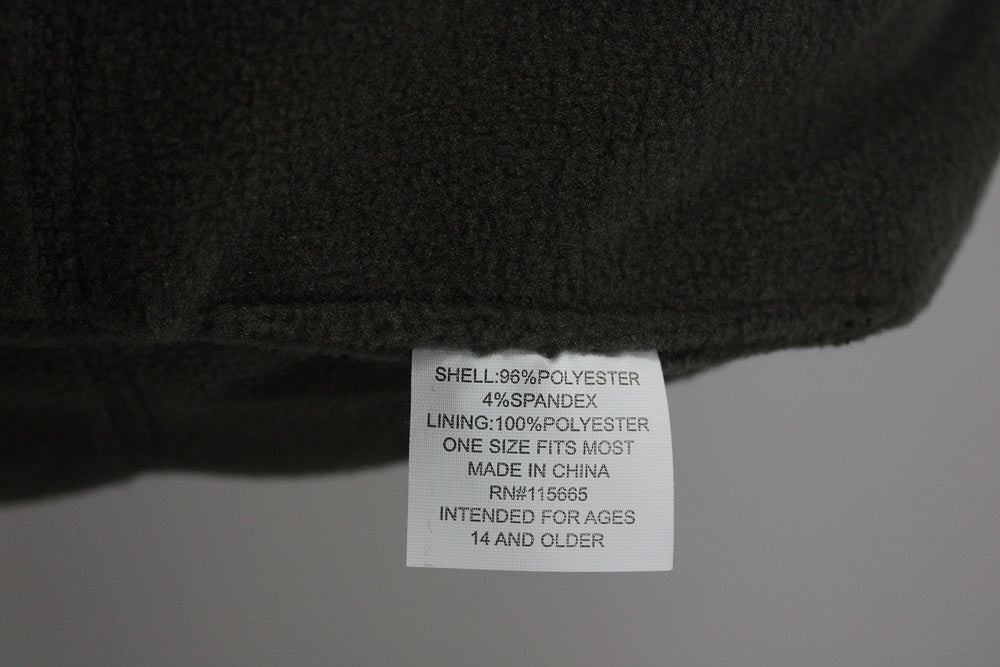 SHELL:96%POLYESTER
4%SPANDEX
LINING:100%POLYESTER
ONE SIZE FITS MOST
MADE IN CHINA
RN#115665
INTENDED FOR AGES
14 AND OLDER